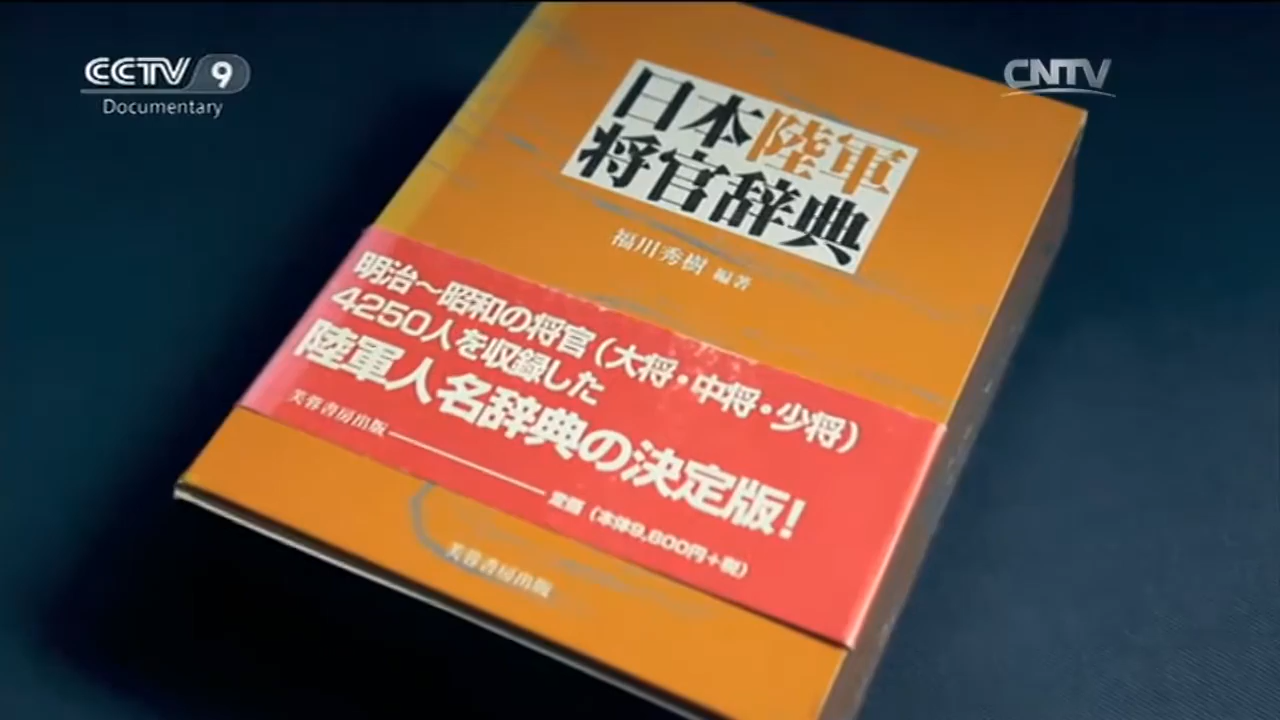 CCTV 9
Documentary
CNTV
日本陸軍
将官辞典
福川秀樹 編著
明治～昭和の将官（大将・中将・少将）
4250人を収録した
陸軍人名辞典の決定版！
芙蓉書房出版
定価（本体9,800円+税）
芙蓉書房出版